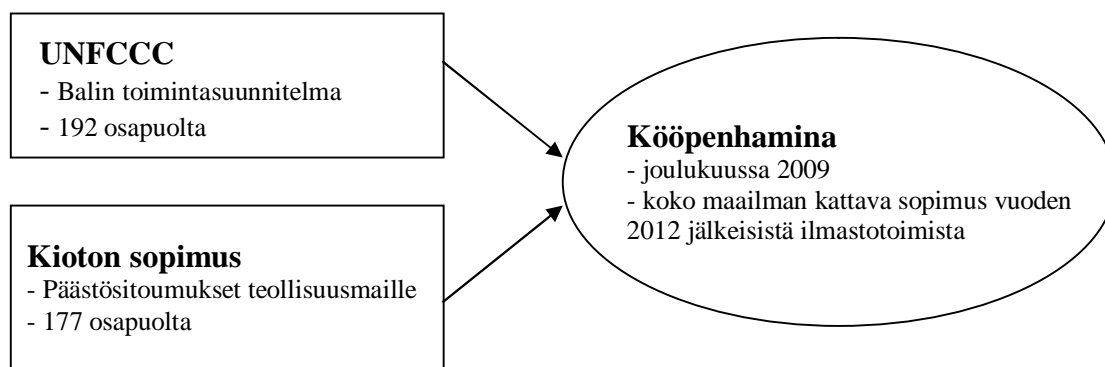 UNFCCC
- Balin toimintasuunnitelma
- 192 osapuolta
Kioton sopimus
- Päästösitoumukset teollisuusmaille
- 177 osapuolta
Kööpenhamina
- joulukuussa 2009
- koko maailman kattava sopimus vuoden
2012 jälkeisistä ilmastotoimista